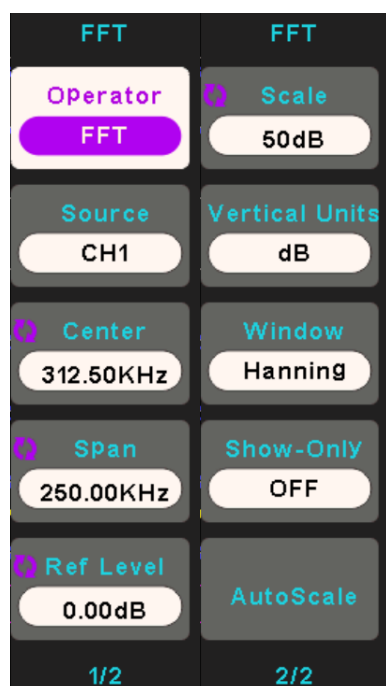 FFT
Operator
FFT
Source
CH1
Center
312.50KHz
Span
250.00KHz
Ref Level
0.00dB
1/2
FFT
Scale
50dB
Vertical Units
dB
Window
Hanning
Show-Only
OFF
AutoScale
2/2